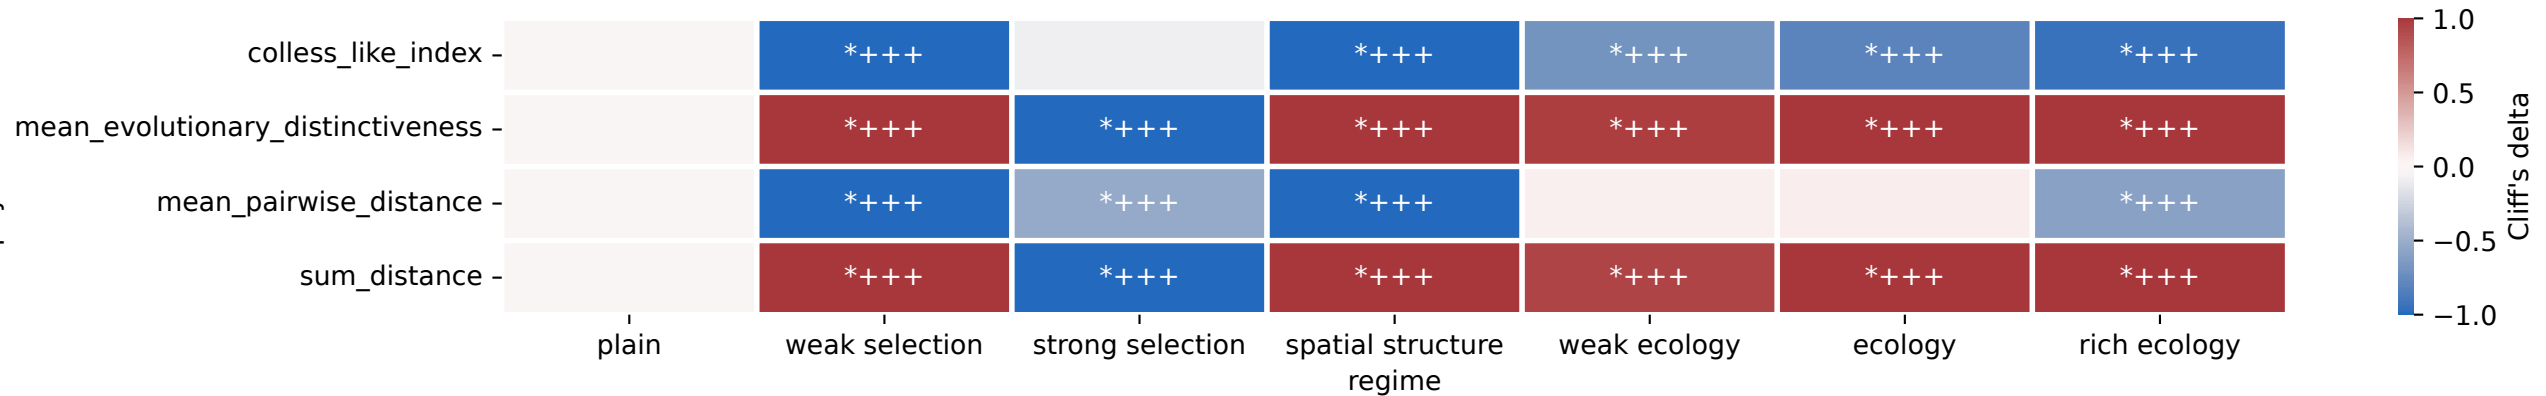 colless_like_index
*+++ *+++ *+++ *+++ *+++
mean_evolutionary_distinctiveness
*+++ *+++ *+++ *+++ *+++ *+++
mean_pairwise_distance
*+++ *+++ *+++ *+++
sum_distance
*+++ *+++ *+++ *+++ *+++ *+++
plain weak selection strong selection spatial structure weak ecology ecology rich ecology
regime
1.0
0.5
0.0
−0.5
−1.0
Cliff's delta